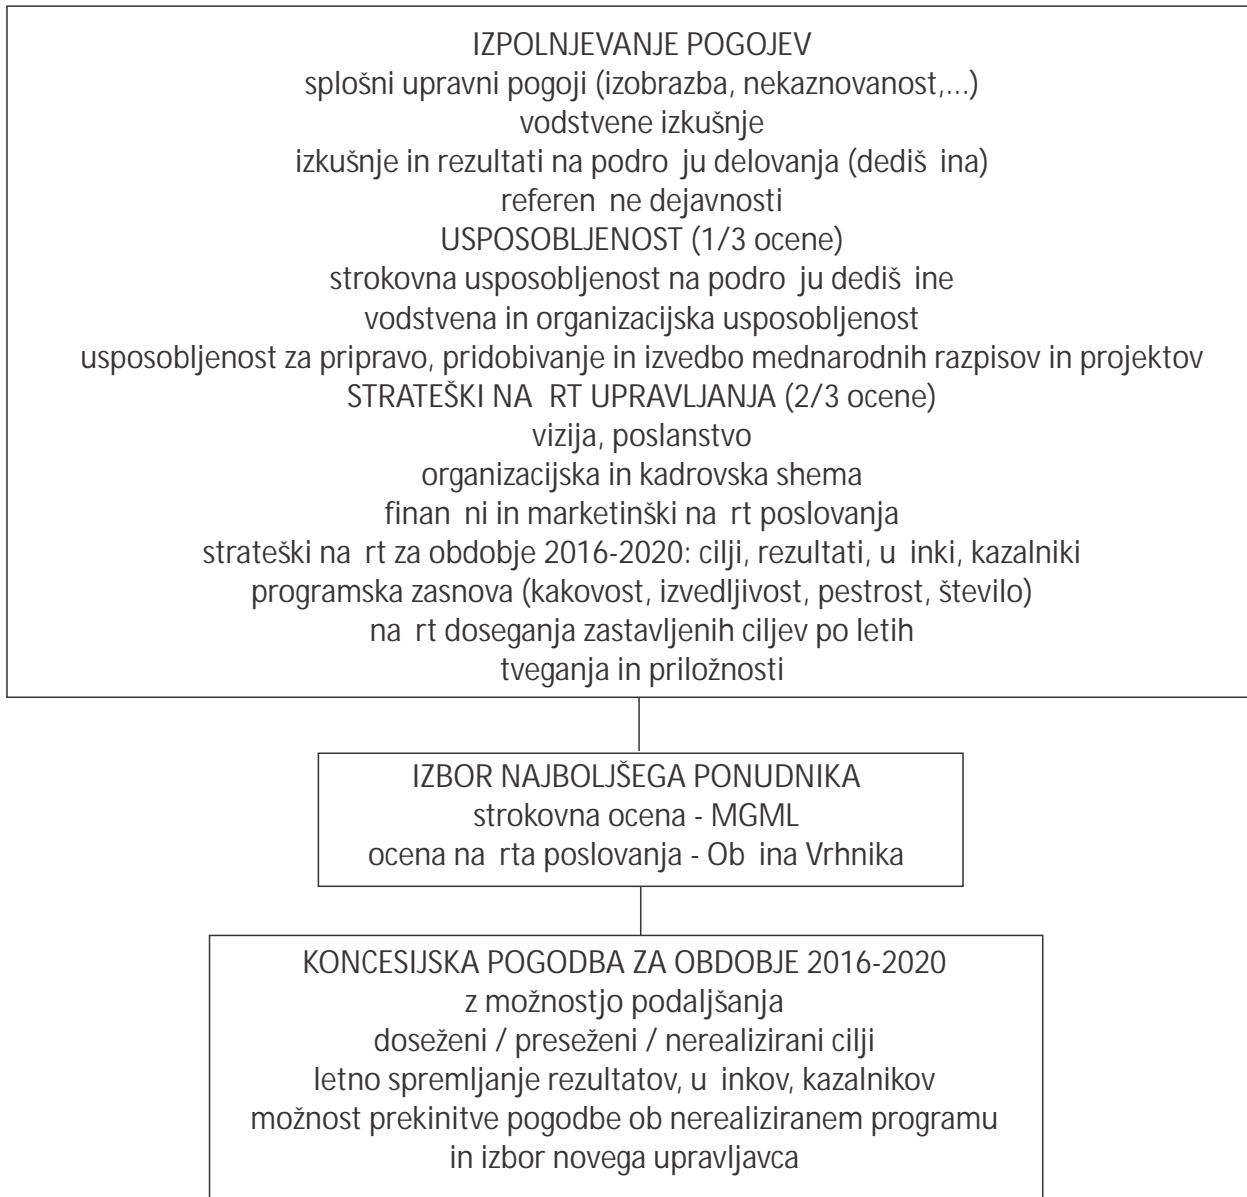 IZPOLNJEVANJE POGOJEV
splošni upravni pogoji (izobrazba, nekaznovanost,...)
vodstvene izkušnje
izkušnje in rezultati na podro ju delovanja (dediš ina)
referen ne dejavnosti
USPOSOBLJENOST (1/3 ocene)
strokovna usposobljenost na podro ju dediš ine
vodstvena in organizacijska usposobljenost
usposobljenost za pripravo, pridobivanje in izvedbo mednarodnih razpisov in projektov
STRATEŠKI NA RT UPRAVLJANJA (2/3 ocene)
vizija, poslanstvo
organizacijska in kadrovska shema
finan ni in marketinški na rt poslovanja
strateški na rt za obdobje 2016-2020: cilji, rezultati, u inki, kazalniki
programska zasnova (kakovost, izvedljivost, pestrost, število)
na rt doseganja zastavljenih ciljev po letih
tveganja in priložnosti
IZBOR NAJBOLJŠEGA PONUDNIKA
strokovna ocena - MGML
ocena na rta poslovanja - Ob ina Vrhnika
KONCESIJSKA POGODBA ZA OBDOBJE 2016-2020
z možnostjo podaljšanja
doseženi / preseženi / nerealizirani cilji
letno spremljanje rezultatov, u inkov, kazalnikov
možnost prekinitve pogodbe ob nerealiziranem programu
in izbor novega upravljavca